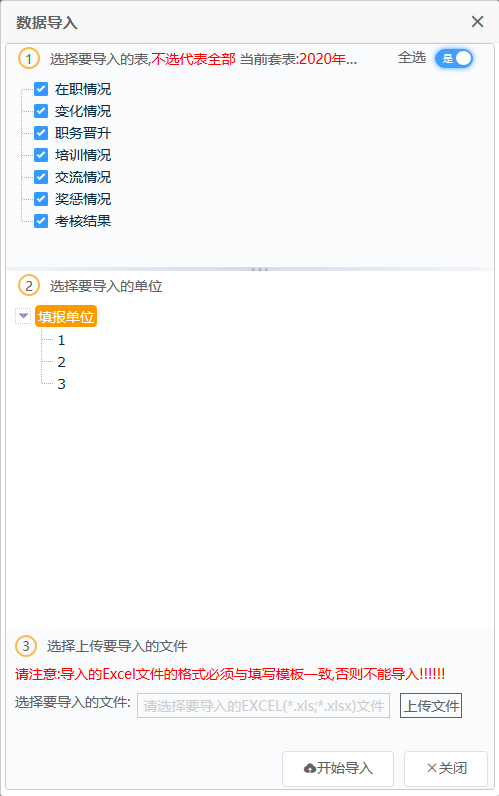 数据导入
1 选择要导入的表,不选代表全部 当前套表:2020年... 全选 是
在职情况
变化情况
职务晋升
培训情况
交流情况
奖惩情况
考核结果
2 选择要导入的单位
填报单位
1
2
3
3 选择上传要导入的文件
请注意:导入的Excel文件的格式必须与填写模板一致,否则不能导入!!!!!!
选择要导入的文件: 请选择要导入的EXCEL(*.xls;*.xlsx)文件 上传文件
开始导入 ×关闭